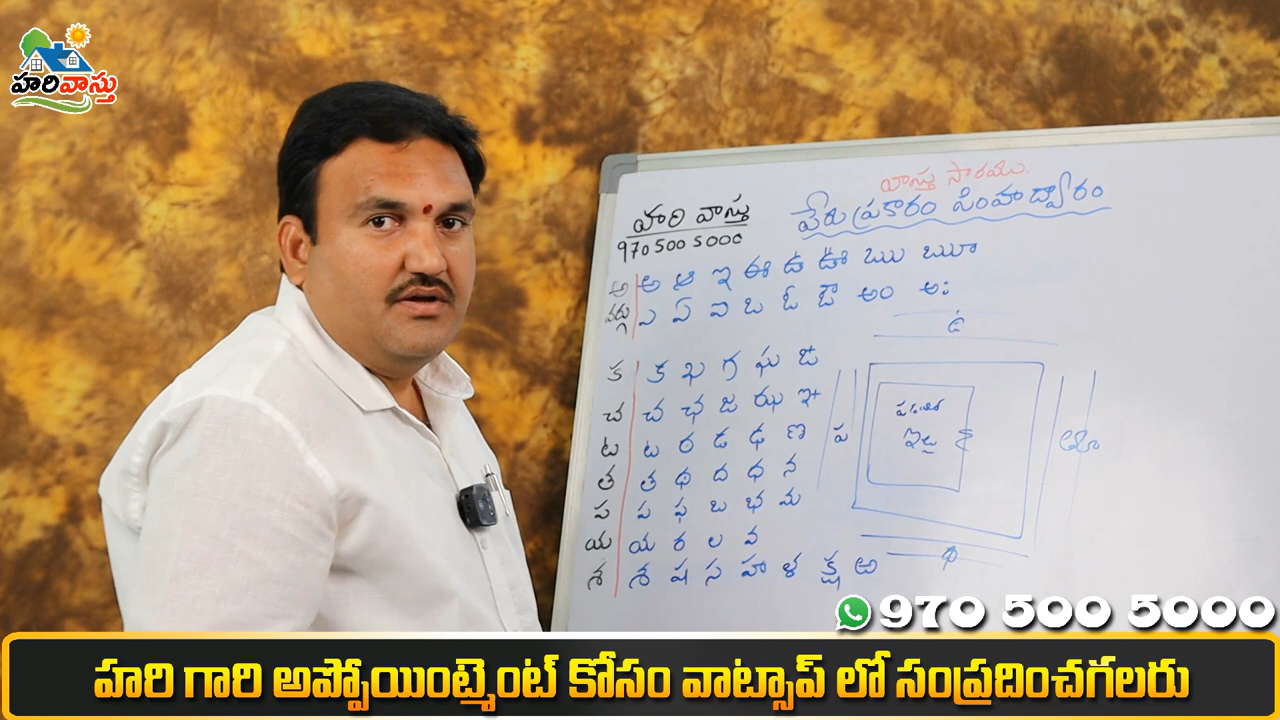 హరివాస్తు
వాస్తు సారము.
హరి వాస్తు
970 500 5000
పేరు ప్రకారం సింహద్వారం
అ వర్గు
అ ఆ ఇ ఈ ఉ ఊ ఋ ౠ
ఎ ఏ ఐ ఒ ఓ ఔ అం అః
క క ఖ గ ఘ ఙ
చ చ ఛ జ ఝ ఞ
ట ట ఠ డ ఢ ణ
త త థ ద ధ న
ప ప ఫ బ భ మ
య య ర ల వ
శ శ ష స హా ళ క్ష ఱ
ఉ
ప
ఇల్లు
తూ
ద
970 500 5000
హరి గారి అప్పోయింట్మెంట్ కోసం వాట్సాప్ లో సంప్రదించగలరు